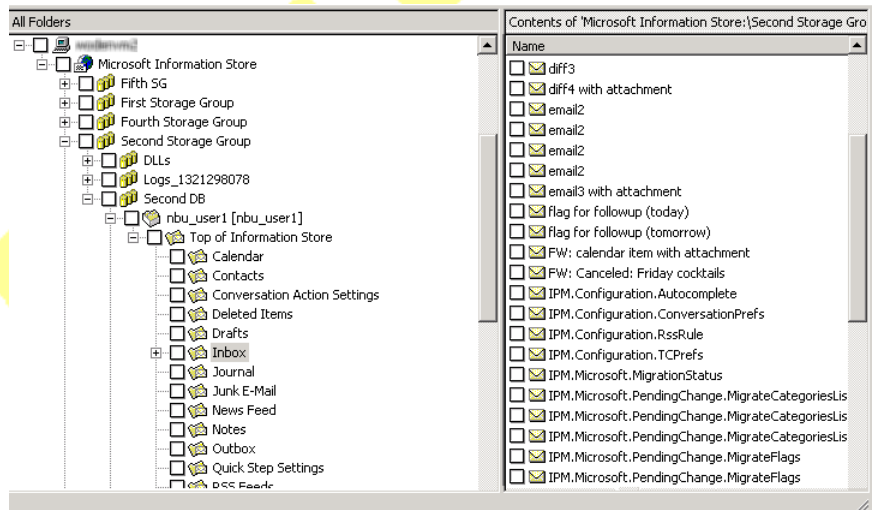 All Folders
Microsoft Information Store
Fifth SG
First Storage Group
Fourth Storage Group
Second Storage Group
DLLs
Logs_1321298078
Second DB
nbu_user1 [nbu_user1]
Top of Information Store
Calendar
Contacts
Conversation Action Settings
Deleted Items
Drafts
Inbox
Journal
Junk E-Mail
News Feed
Notes
Outbox
Quick Step Settings
RSS Feeds
Contents of 'Microsoft Information Store:\Second Storage Gro
Name
diff3
diff4 with attachment
email2
email2
email2
email2
email3 with attachment
flag for followup (today)
flag for followup (tomorrow)
FW: calendar item with attachment
FW: Canceled: Friday cocktails
IPM.Configuration.Autocomplete
IPM.Configuration.ConversationPrefs
IPM.Configuration.RssRule
IPM.Configuration.TCPrefs
IPM.Microsoft.MigrationStatus
IPM.Microsoft.PendingChange.MigrateCategoriesLis
IPM.Microsoft.PendingChange.MigrateCategoriesLis
IPM.Microsoft.PendingChange.MigrateCategoriesLis
IPM.Microsoft.PendingChange.MigrateFlags
IPM.Microsoft.PendingChange.MigrateFlags